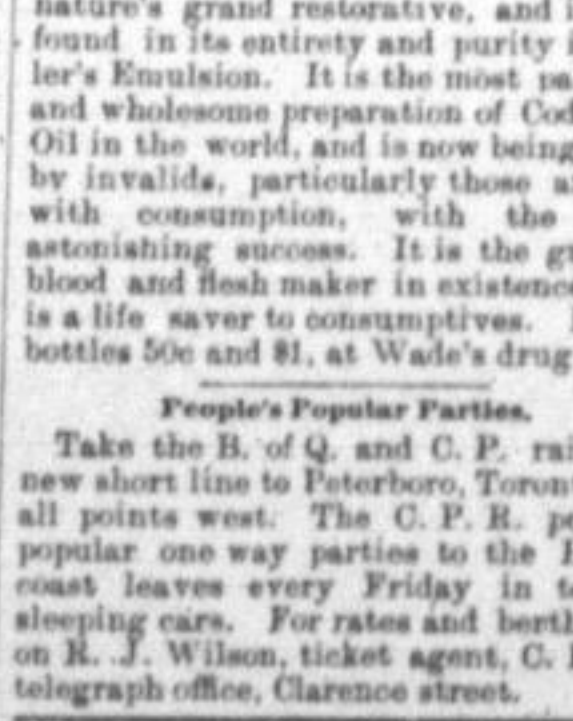 nature's grand restorative, and i
found in its entirety and purity i
ler's Emulsion. It is the most pa
and wholesome preparation of Cod
Oil in the world, and is now being
by invalids, particularly those a
with consumption, with the
astonishing success. It is the g
blood and flesh maker in existence
is a life saver to consumptives.
bottles 50c and $1, at Wade's drug
People's Popular Parties.
Take the B. of Q. and C. P. rai
new short line to Peterboro, Toron
all points west. The C. P. R. p
popular one way parties to the
coast leaves every Friday in to
sleeping cars. For rates and berth
on R. J. Wilson, ticket agent, C.
telegraph office, Clarence street.